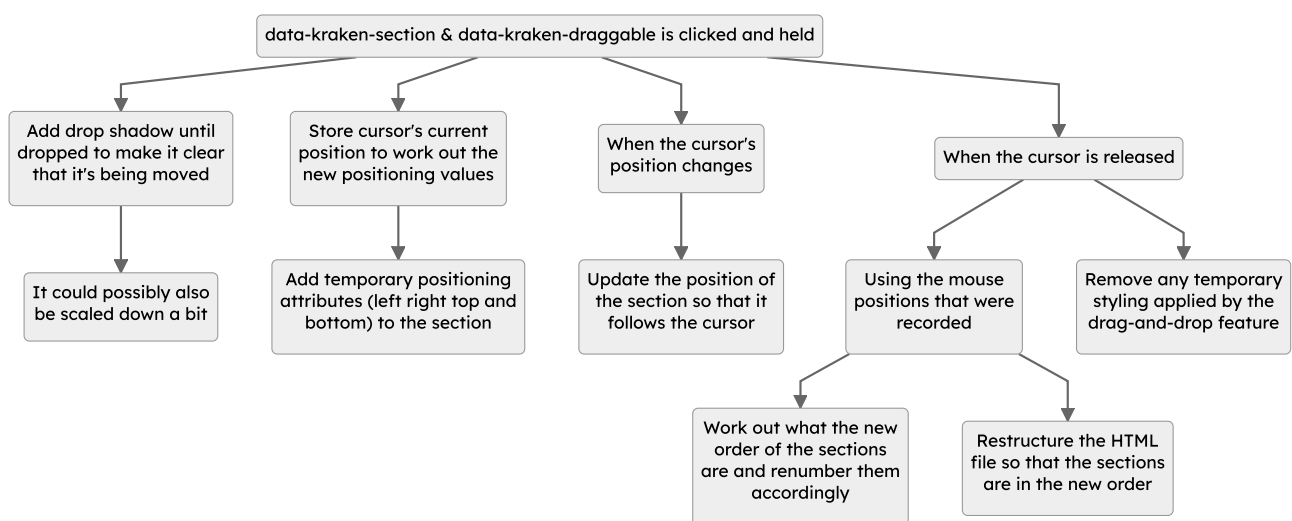 data-kraken-section & data-kraken-draggable is clicked and held
Add drop shadow until
dropped to make it clear
that it's being moved
Store cursor's current
position to work out the
new positioning values
When the cursor's
position changes
When the cursor is released
It could possibly also
be scaled down a bit
Add temporary positioning
attributes (left right top and
bottom) to the section
Update the position of
the section so that it
follows the cursor
Using the mouse
positions that were
recorded
Remove any temporary
styling applied by the
drag-and-drop feature
Work out what the new
order of the sections
are and renumber them
accordingly
Restructure the HTML
file so that the sections
are in the new order